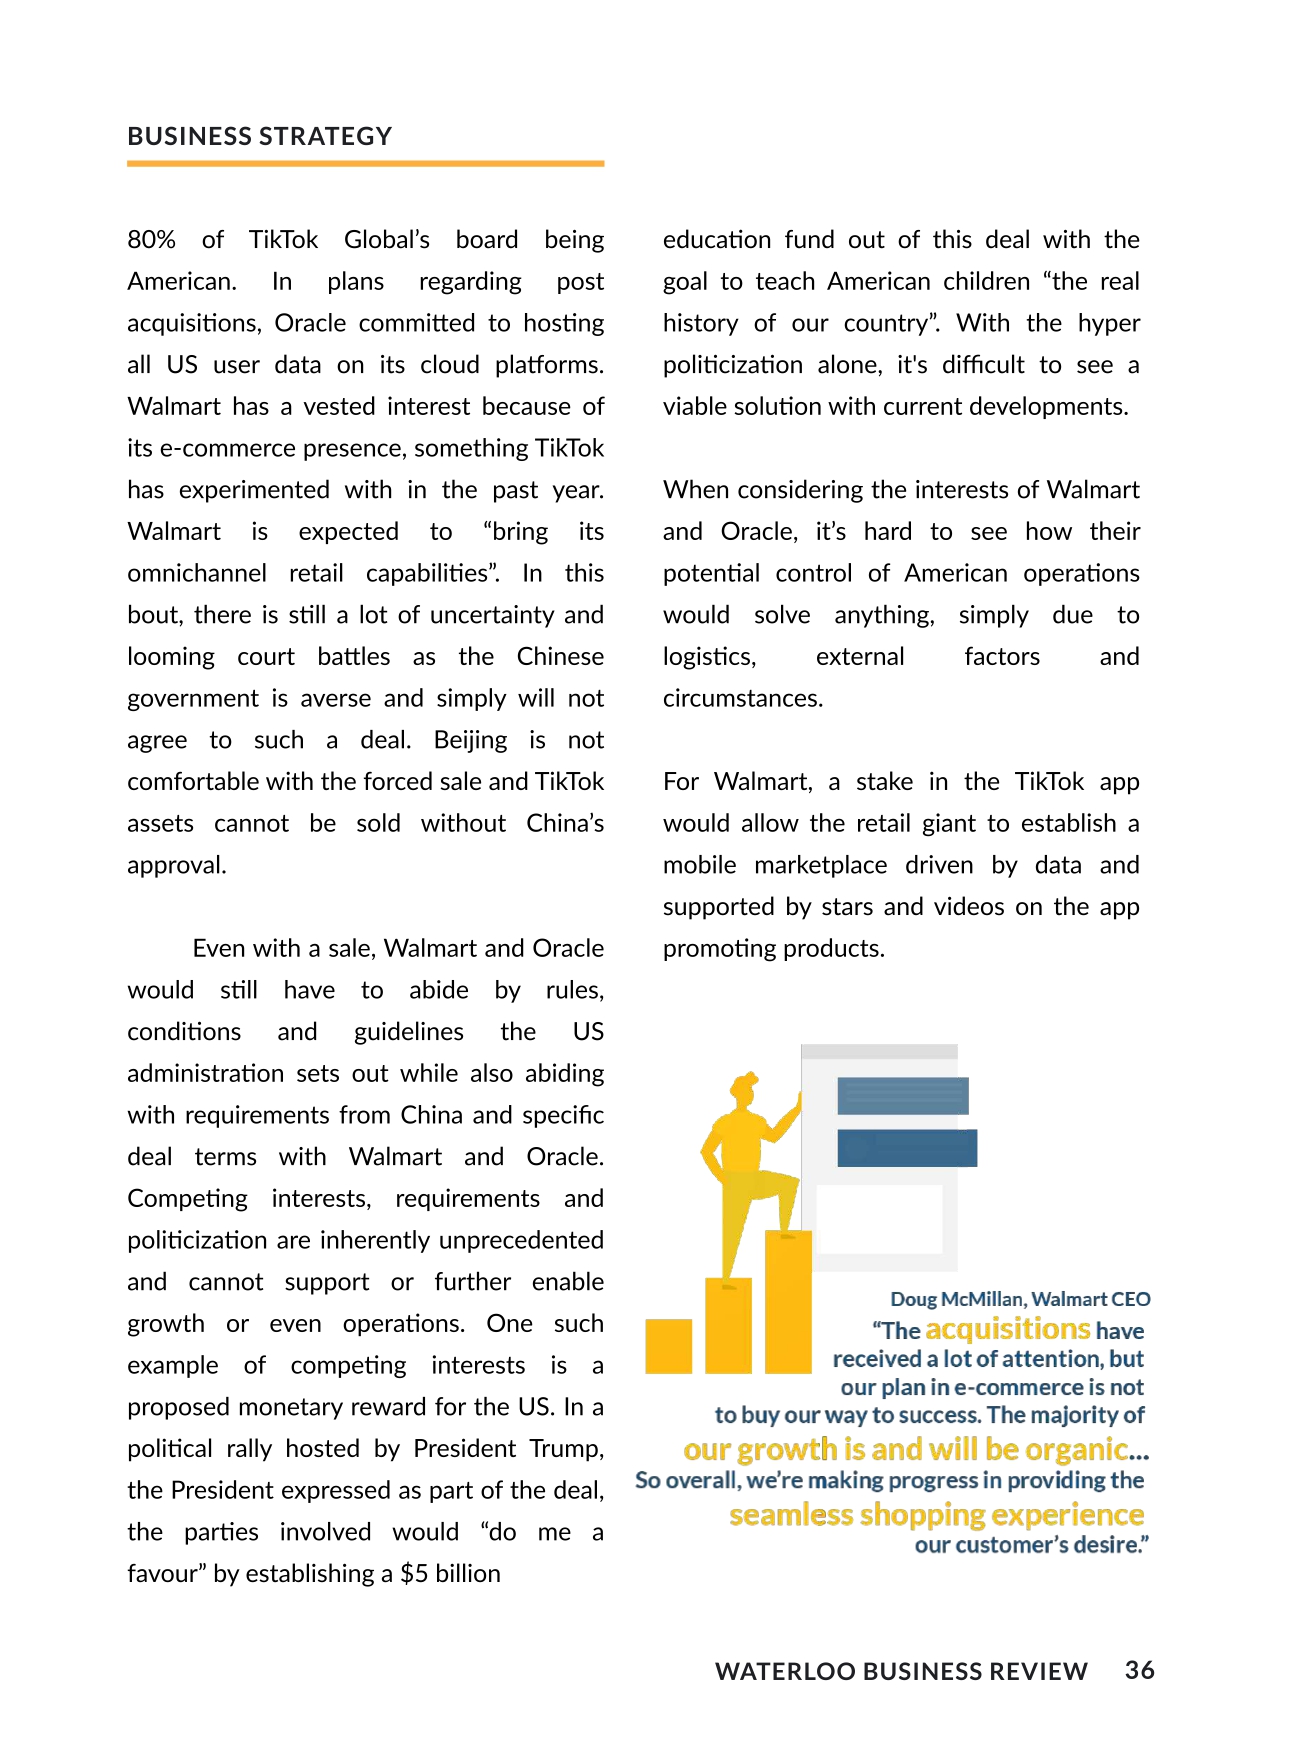 BUSINESS STRATEGY
80% of TikTok Global’s board being
American. In plans regarding post
acquisitions, Oracle committed to hosting
all US user data on its cloud platforms.
Walmart has a vested interest because of
its e-commerce presence, something TikTok
has experimented with in the past year.
Walmart is expected to “bring its
omnichannel retail capabilities”. In this
bout, there is still a lot of uncertainty and
looming court battles as the Chinese
government is averse and simply will not
agree to such a deal. Beijing is not
comfortable with the forced sale and TikTok
assets cannot be sold without China’s
approval.
Even with a sale, Walmart and Oracle
would still have to abide by rules,
conditions and guidelines the US
administration sets out while also abiding
with requirements from China and specific
deal terms with Walmart and Oracle.
Competing interests, requirements and
politicization are inherently unprecedented
and cannot support or further enable
growth or even operations. One such
example of competing interests is a
proposed monetary reward for the US. In a
political rally hosted by President Trump,
the President expressed as part of the deal,
the parties involved would “do me a
favour” by establishing a $5 billion
education fund out of this deal with the
goal to teach American children “the real
history of our country”. With the hyper
politicization alone, it's difficult to see a
viable solution with current developments.
When considering the interests of Walmart
and Oracle, it’s hard to see how their
potential control of American operations
would solve anything, simply due to
logistics, external factors and
circumstances.
For Walmart, a stake in the TikTok app
would allow the retail giant to establish a
mobile marketplace driven by data and
supported by stars and videos on the app
promoting products.
Doug McMillan, Walmart CEO
“The acquisitions have
received a lot of attention, but
our plan in e-commerce is not
to buy our way to success. The majority of
our growth is and will be organic...
So overall, we’re making progress in providing the
seamless shopping experience
our customer’s desire.”
WATERLOO BUSINESS REVIEW 36